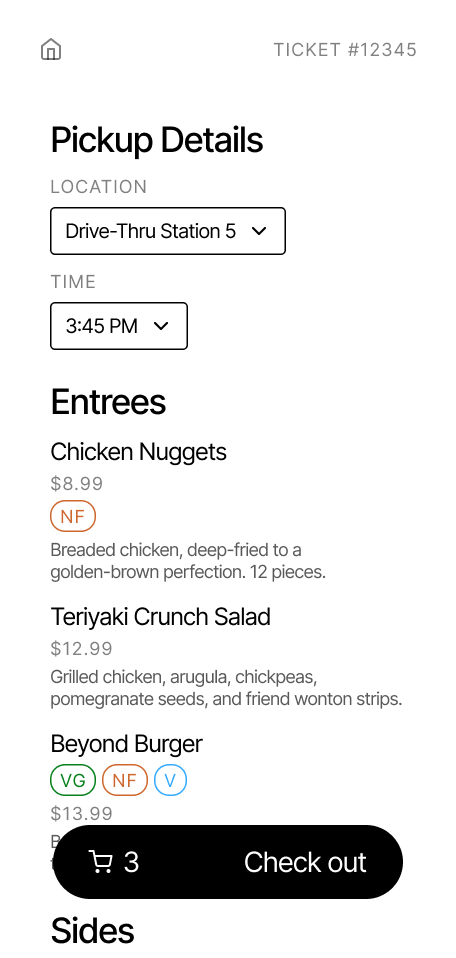 TICKET #12345
Pickup Details
LOCATION
Drive-Thru Station 5
TIME
3:45 PM
Entrees
Chicken Nuggets
$8.99
NF
Breaded chicken, deep-fried to a
golden-brown perfection. 12 pieces.
Teriyaki Crunch Salad
$12.99
Grilled chicken, arugula, chickpeas,
pomegranate seeds, and friend wonton strips.
Beyond Burger
VG NF V
$13.99
3 Check out
Sides